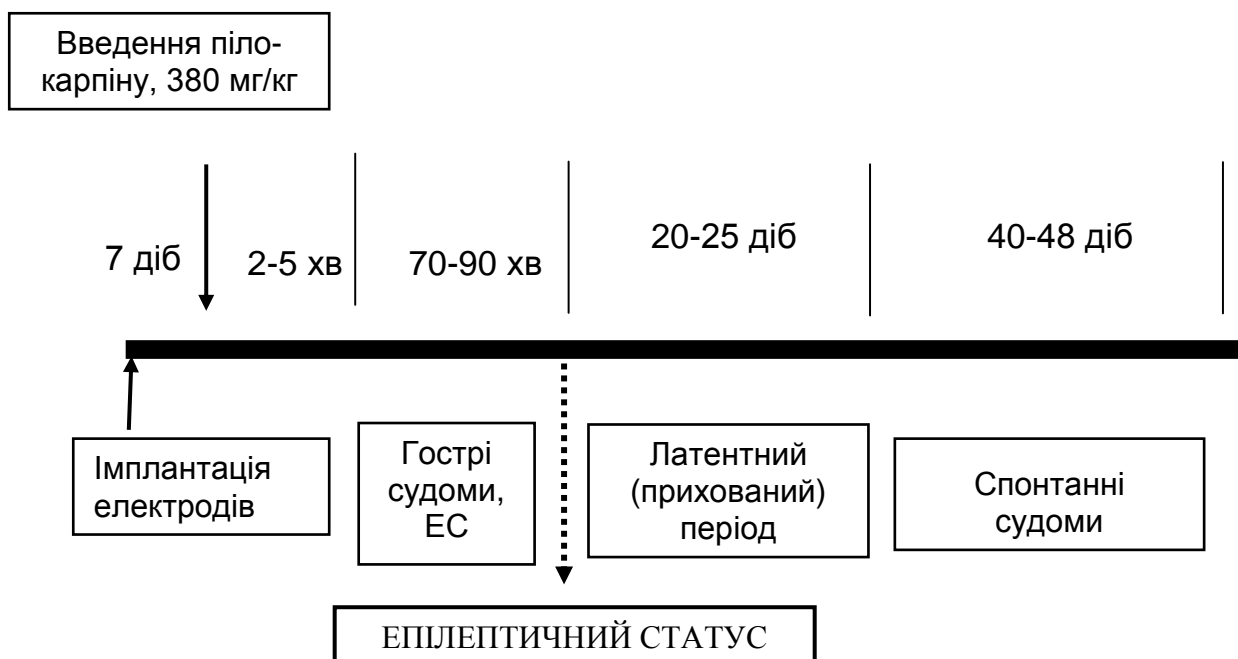 Введення піло-
карпіну, 380 мг/кг
7 діб
2-5 хв
70-90 хв
20-25 діб
40-48 діб
Імплантація
електродів
Гострі
судоми,
ЕС
Латентний
(прихований)
період
Спонтанні
судоми
ЕПІЛЕПТИЧНИЙ СТАТУС